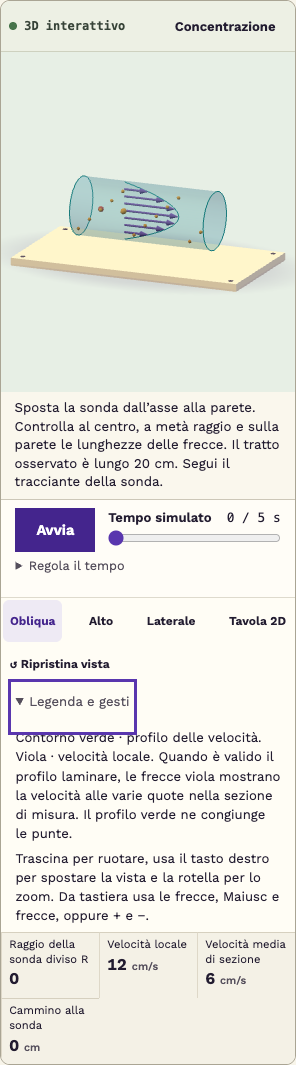 3D interattivo
Concentrazione
Sposta la sonda dall’asse alla parete.
Controlla al centro, a metà raggio e sulla
parete le lunghezze delle frecce. Il tratto
osservato è lungo 20 cm. Segui il
tracciante della sonda.
Avvia
Tempo simulato 0 / 5 s
▶ Regola il tempo
Obliqua Alto Laterale Tavola 2D
↺ Ripristina vista
▼ Legenda e gesti
Contorno verde · profilo delle velocità.
Viola · velocità locale. Quando è valido il
profilo laminare, le frecce viola mostrano
la velocità alle varie quote nella sezione
di misura. Il profilo verde ne congiunge
le punte.
Trascina per ruotare, usa il tasto destro
per spostare la vista e la rotella per lo
zoom. Da tastiera usa le frecce, Maiusc e
frecce, oppure + e −.
Raggio della
sonda diviso R
0
Velocità locale
12 cm/s
Velocità media
di sezione
6 cm/s
Cammino alla
sonda
0 cm